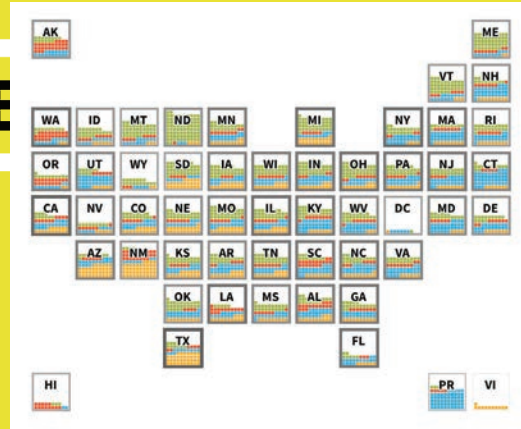 AK ME
VT NH
WA ID MT ND MN MI NY MA RI
OR UT WY SD IA WI IN OH PA NJ CT
CA NV CO NE MO IL KY WV DC MD DE
AZ NM KS AR TN SC NC VA
OK LA MS AL GA
TX FL
HI PR VI